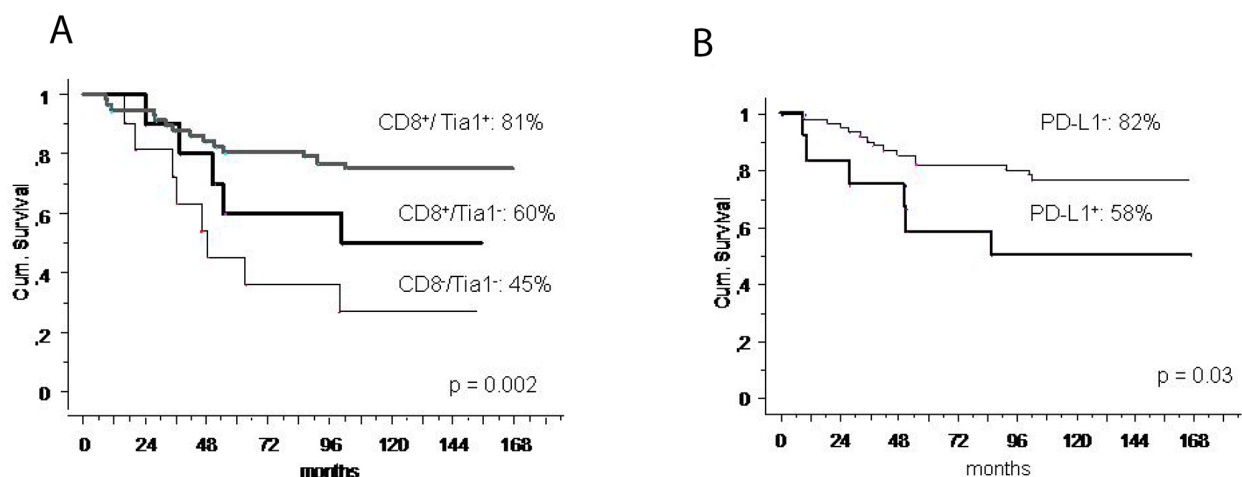 A
Cum. Survival
1
.8
.6
.4
.2
0
CD8⁺/ Tia1⁺: 81%
CD8⁺/Tia1⁻: 60%
CD8⁻/Tia1⁻: 45%
p = 0.002
0 24 48 72 96 120 144 168
months
B
Cum. Survival
1
.8
.6
.4
.2
0
PD-L1⁻: 82%
PD-L1⁺: 58%
p = 0.03
0 24 48 72 96 120 144 168
months